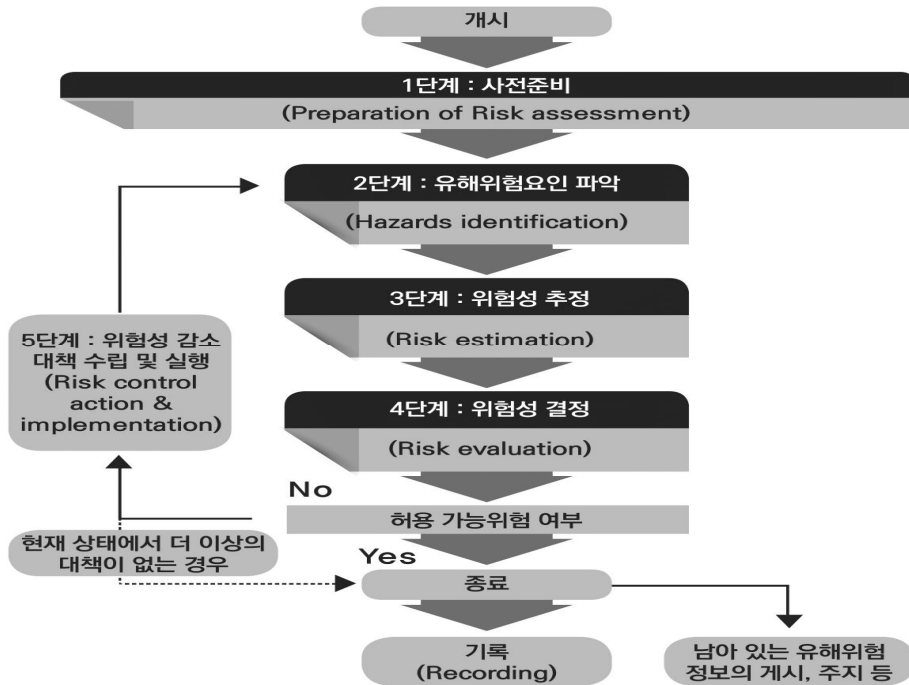 개시
1단계 : 사전준비
(Preparation of Risk assessment)
2단계 : 유해위험요인 파악
(Hazards identification)
3단계 : 위험성 추정
(Risk estimation)
5단계 : 위험성 감소
대책 수립 및 실행
(Risk control
action &
implementation)
4단계 : 위험성 결정
(Risk evaluation)
No
허용 가능위험 여부
현재 상태에서 더 이상의
대책이 없는 경우
Yes
종료
기록
(Recording)
남아 있는 유해위험
정보의 게시, 주지 등